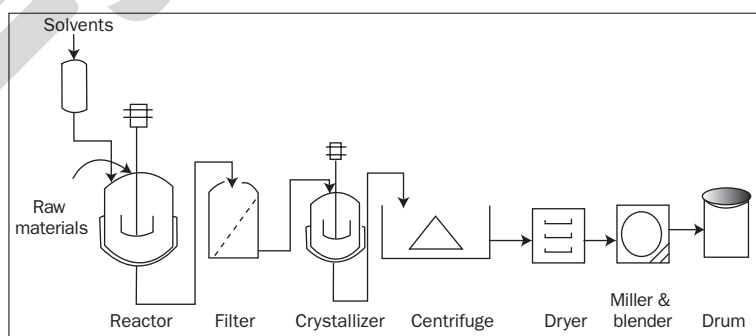 Solvents
Raw
materials
Reactor
Filter
Crystallizer
Centrifuge
Dryer
Miller &
blender
Drum